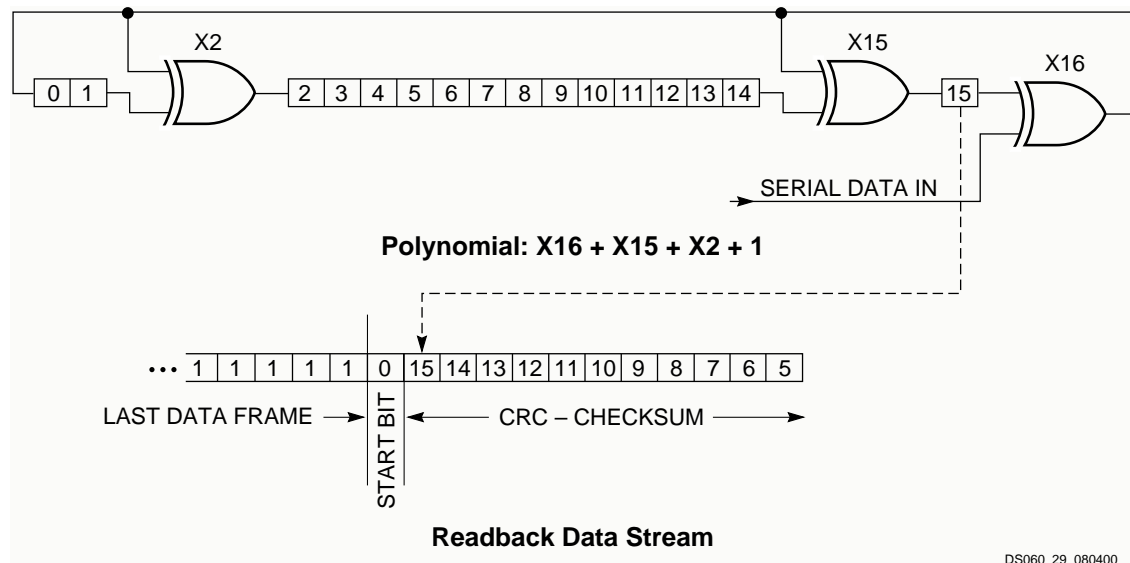 X2
X15
X16
0 1
2 3 4 5 6 7 8 9 10 11 12 13 14
15
SERIAL DATA IN
Polynomial: X16 + X15 + X2 + 1
••• 1 1 1 1 1 0 15 14 13 12 11 10 9 8 7 6 5
LAST DATA FRAME
START BIT
CRC – CHECKSUM
Readback Data Stream
DS060_29_080400